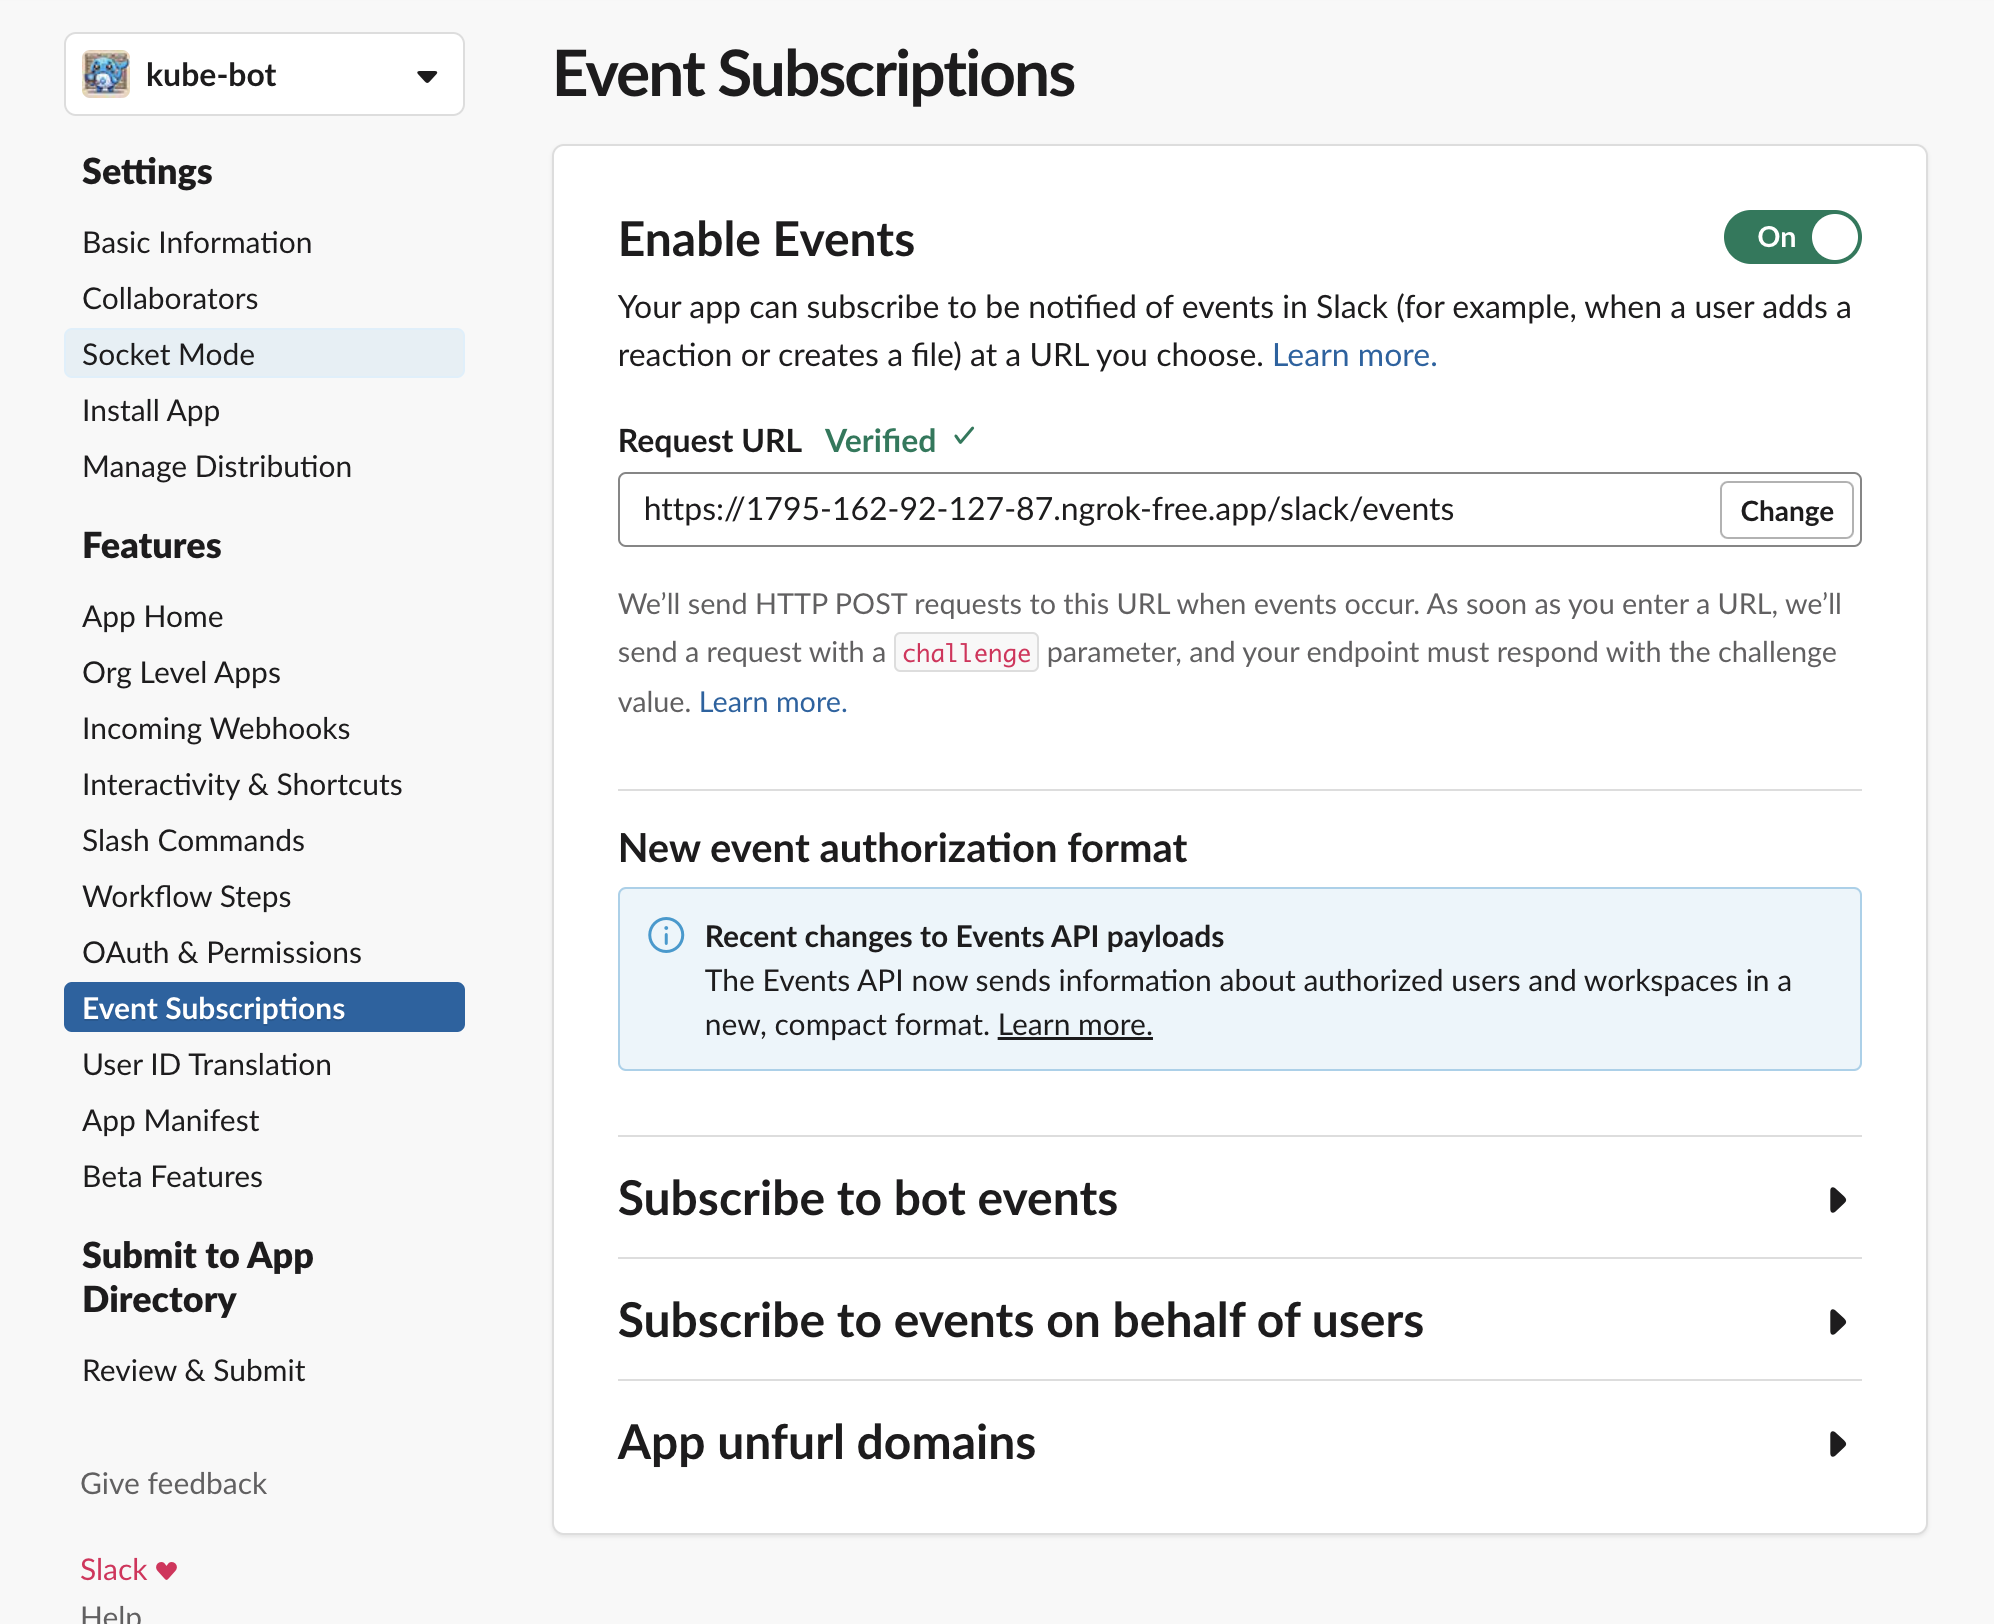 kube-bot
Settings
Basic Information
Collaborators
Socket Mode
Install App
Manage Distribution
Features
App Home
Org Level Apps
Incoming Webhooks
Interactivity & Shortcuts
Slash Commands
Workflow Steps
OAuth & Permissions
Event Subscriptions
User ID Translation
App Manifest
Beta Features
Submit to App
Directory
Review & Submit
Give feedback
Slack ♥
Help
Event Subscriptions
Enable Events
On
Your app can subscribe to be notified of events in Slack (for example, when a user adds a
reaction or creates a file) at a URL you choose. Learn more.
Request URL Verified ✓
https://1795-162-92-127-87.ngrok-free.app/slack/events
Change
We’ll send HTTP POST requests to this URL when events occur. As soon as you enter a URL, we’ll
send a request with a challenge parameter, and your endpoint must respond with the challenge
value. Learn more.
New event authorization format
Recent changes to Events API payloads
The Events API now sends information about authorized users and workspaces in a
new, compact format. Learn more.
Subscribe to bot events
Subscribe to events on behalf of users
App unfurl domains